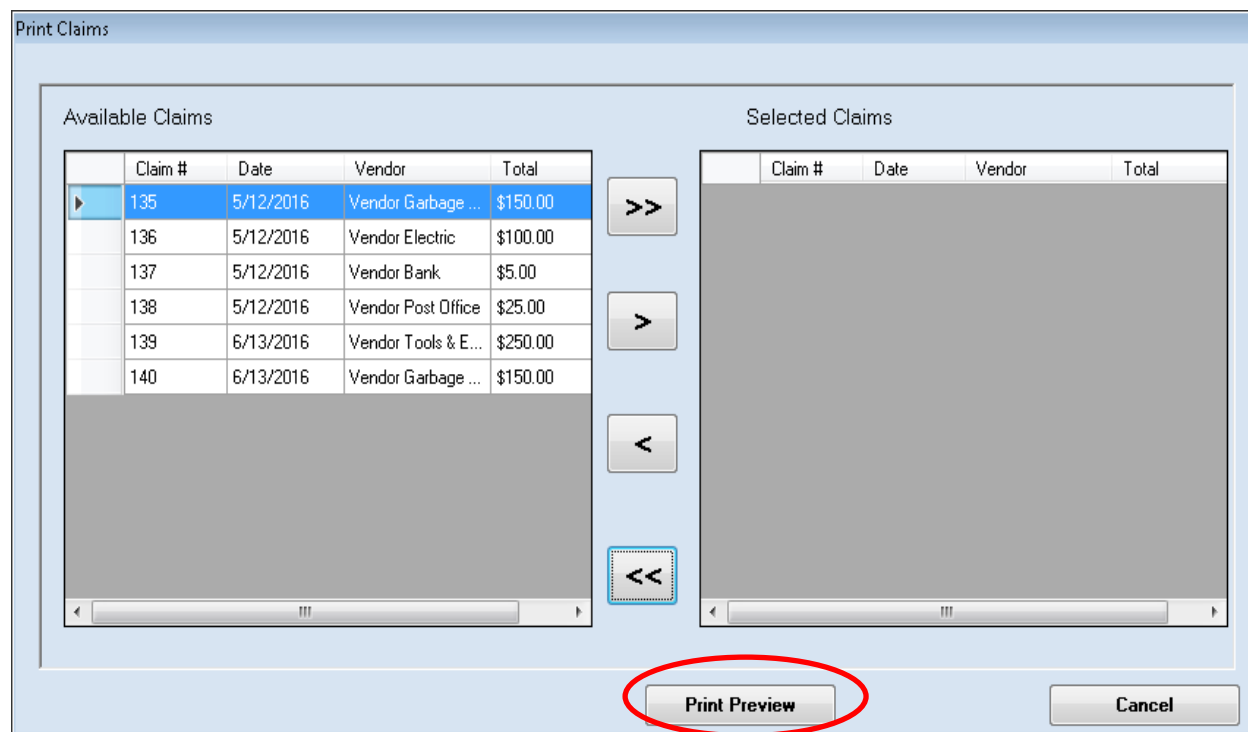 Print Claims
Available Claims
Selected Claims
Claim # Date Vendor Total
135 5/12/2016 Vendor Garbage ... $150.00
136 5/12/2016 Vendor Electric $100.00
137 5/12/2016 Vendor Bank $5.00
138 5/12/2016 Vendor Post Office $25.00
139 6/13/2016 Vendor Tools & E... $250.00
140 6/13/2016 Vendor Garbage ... $150.00
>>
>
<
<<
Claim # Date Vendor Total
Print Preview
Cancel